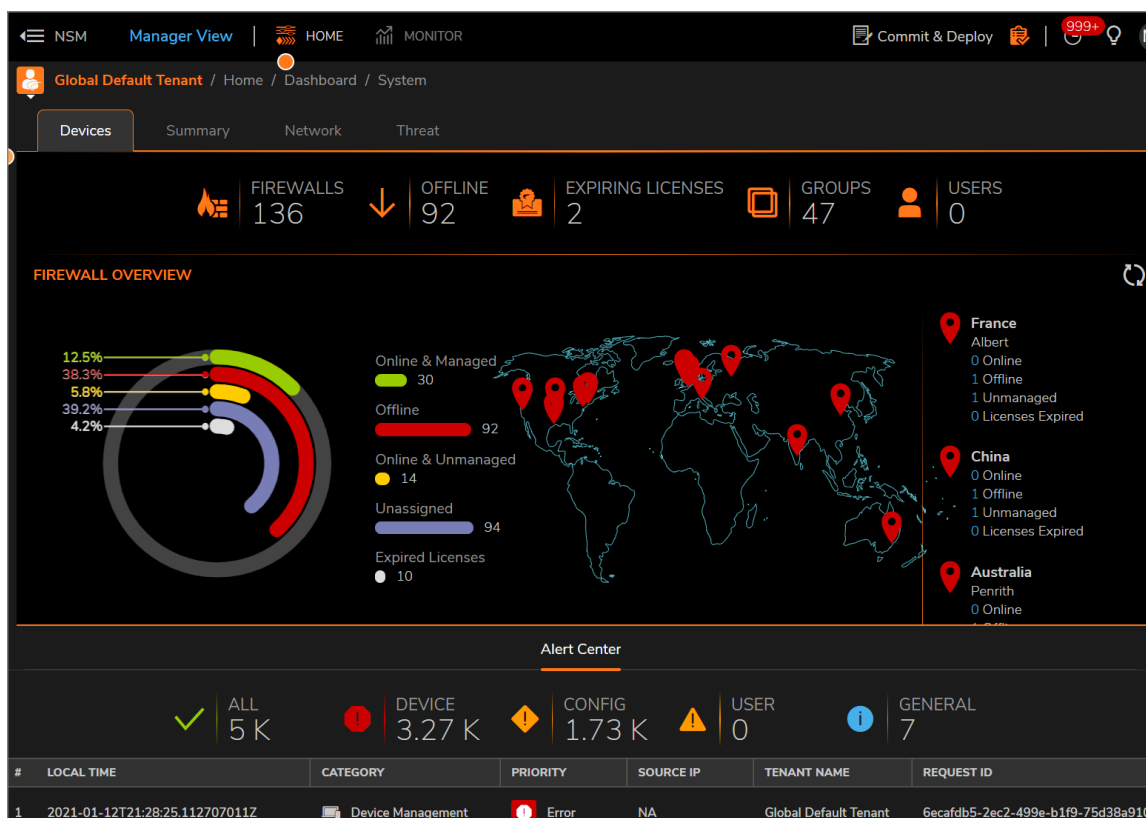 NSM Manager View HOME MONITOR Commit & Deploy 999+
Global Default Tenant / Home / Dashboard / System
Devices Summary Network Threat
FIREWALLS OFFLINE EXPIRING LICENSES GROUPS USERS
136 92 2 47 0
FIREWALL OVERVIEW
12.5%
38.3%
5.8%
39.2%
4.2%
Online & Managed
30
Offline
92
Online & Unmanaged
14
Unassigned
94
Expired Licenses
10
France
Albert
0 Online
1 Offline
1 Unmanaged
0 Licenses Expired
China
0 Online
1 Offline
1 Unmanaged
0 Licenses Expired
Australia
Penrith
0 Online
Alert Center
ALL DEVICE CONFIG USER GENERAL
5 K 3.27 K 1.73 K 0 7
# LOCAL TIME CATEGORY PRIORITY SOURCE IP TENANT NAME REQUEST ID
1 2021-01-12T21:28:25.112707011Z Device Management Error NA Global Default Tenant 6ecafdb5-2ec2-499e-b1f9-75d38a910